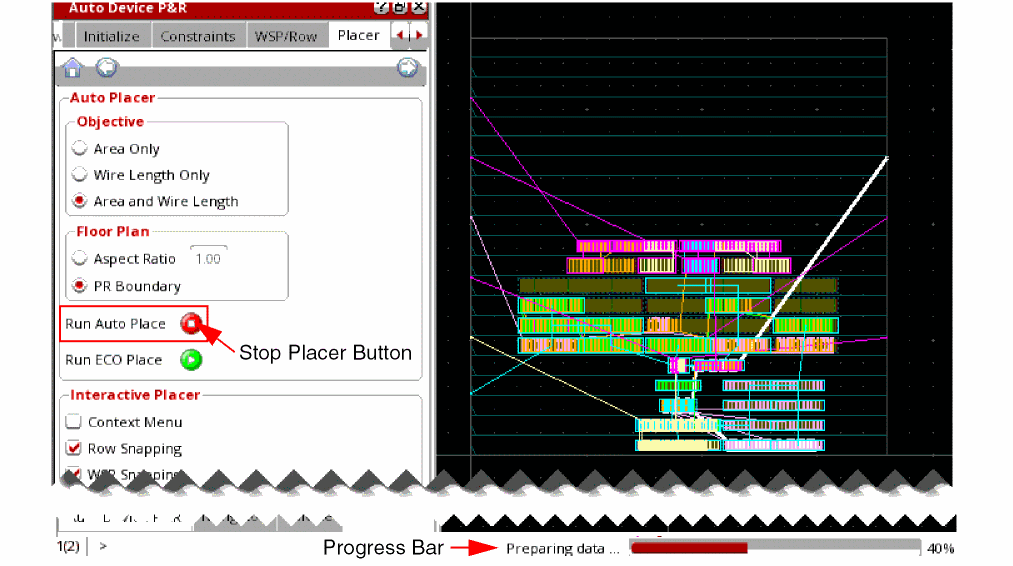 Auto Device P&R
Initialize Constraints WSP/Row Placer
Auto Placer
Objective
Area Only
Wire Length Only
Area and Wire Length
Floor Plan
Aspect Ratio 1.00
PR Boundary
Run Auto Place
Stop Placer Button
Run ECO Place
Interactive Placer
Context Menu
Row Snapping
WSP Snapping
1(2) >
Progress Bar
Preparing data ...
40%